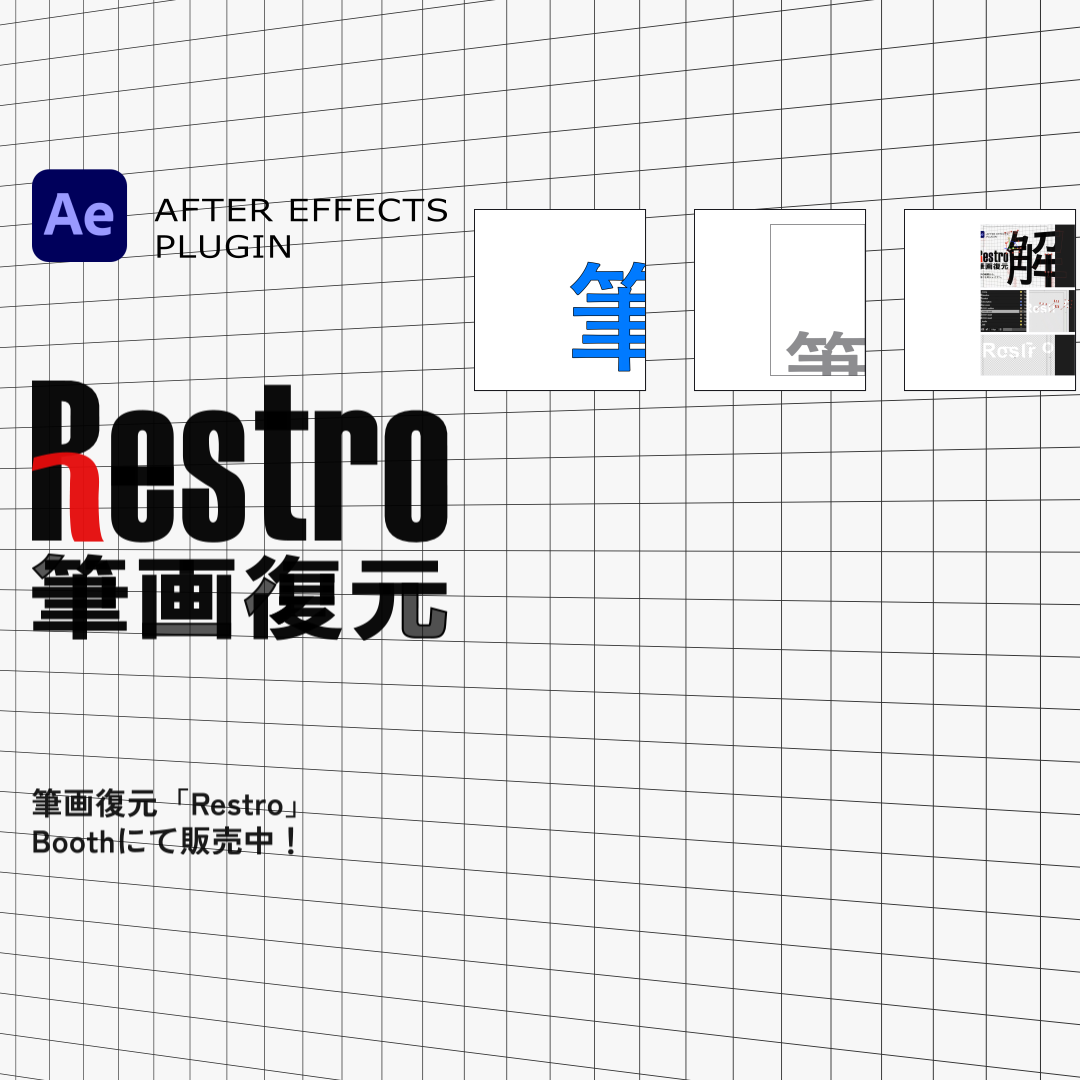 Ae
AFTER EFFECTS
PLUGIN
筆
筆
解
Restro
筆画復元
筆画復元「Restro」
Boothにて販売中！